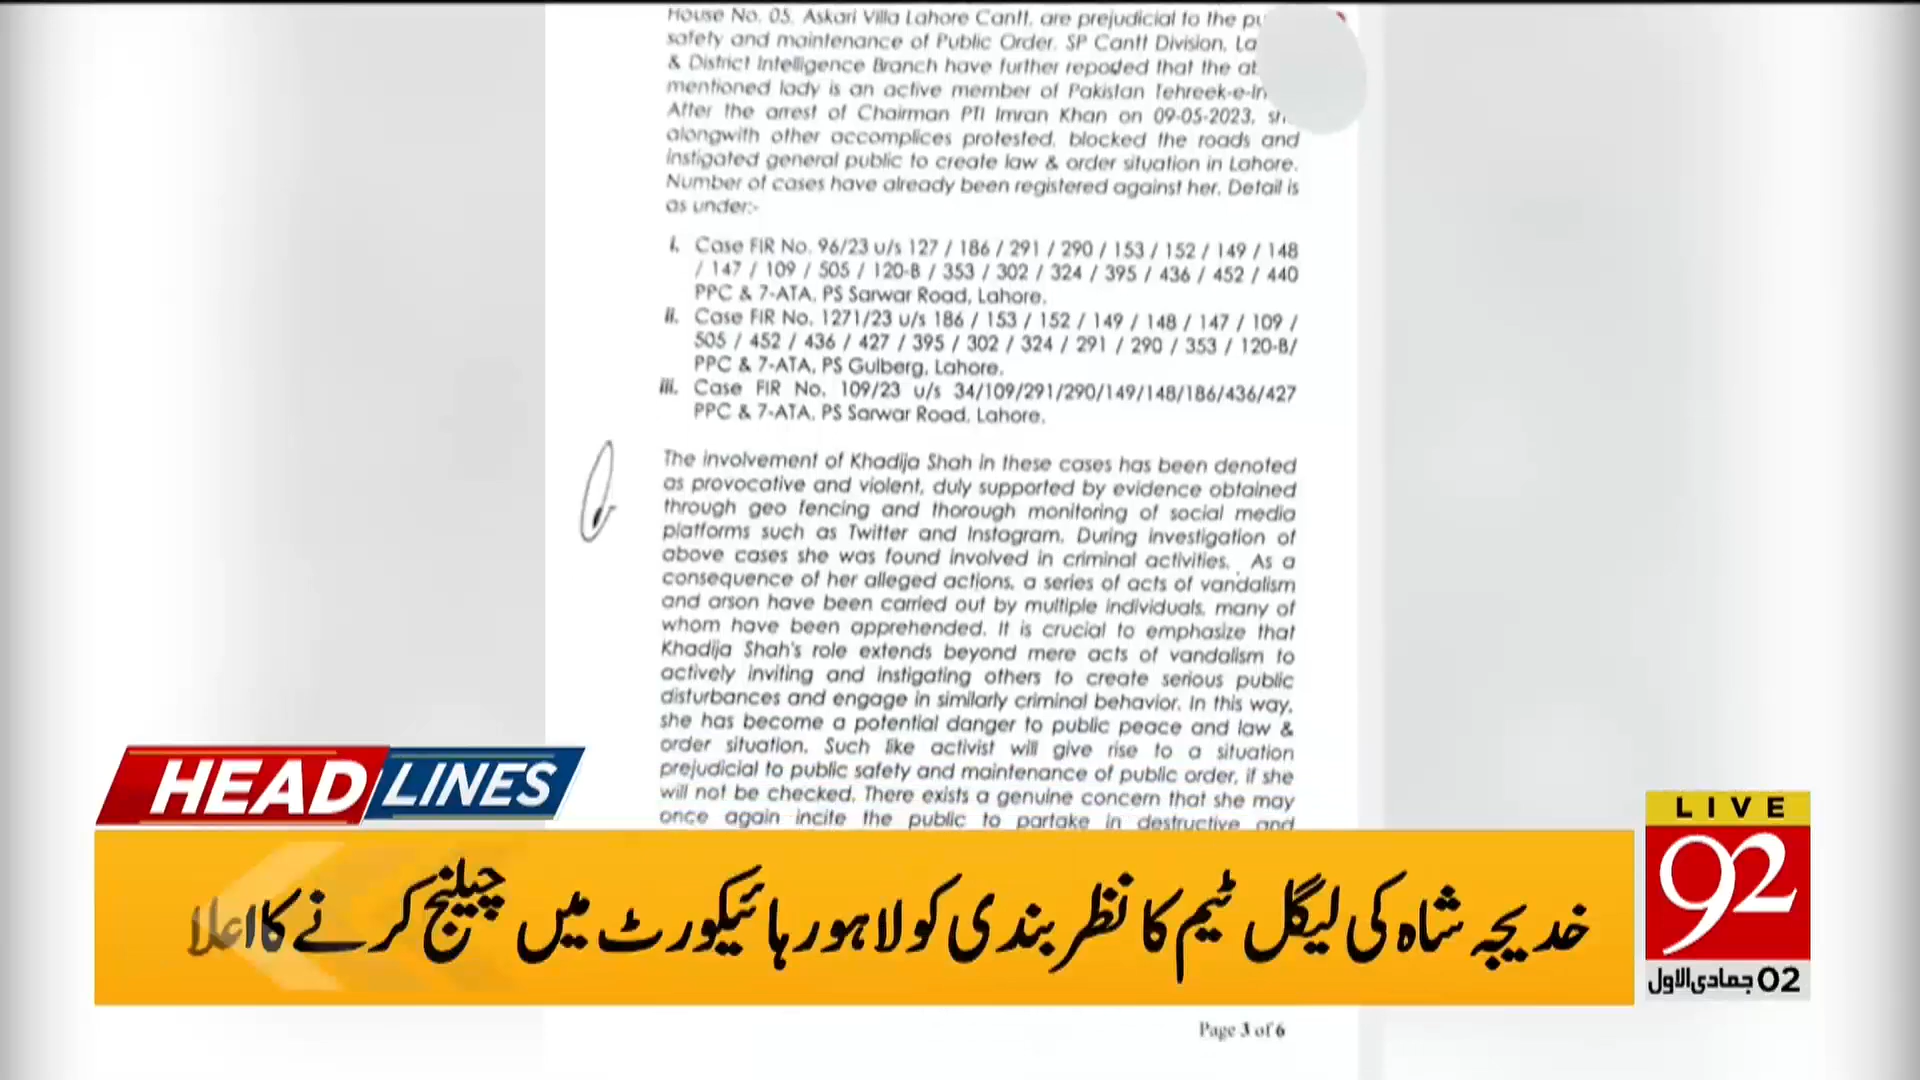 House No. 05, Askari Villa Lahore Cantt, are prejudicial to the
safety and maintenance of Public Order. SP Cantt Division,
& District Intelligence Branch have further reported that the
mentioned lady is an active member of Pakistan
After the arrest of Chairman PTI Imran Khan on 09-05-2023,
alongwith other accomplices protested, blocked the roads and
instigated general public to create law & order situation in Lahore.
Number of cases have already been registered against her. Detail is
as under:-
i. Case FIR No. 96/23 u/s 127 / 186 / 291 / 290 / 153 / 152 / 149 / 148
/ 147 / 109 / 505 / 120-B / 353 / 302 / 324 / 395 / 436 / 452 / 440
PPC & 7-ATA, PS Sarwar Road, Lahore.
ii. Case FIR No. 1271/23 u/s 186 / 153 / 152 / 149 / 148 / 147 / 109 /
505 / 452 / 436 / 427 / 395 / 302 / 324 / 291 / 290 / 353 / 120-B/
PPC & 7-ATA, PS Gulberg, Lahore.
iii. Case FIR No. 109/23 u/s 34/109/291/290/149/148/186/436/427
PPC & 7-ATA, PS Sarwar Road, Lahore.
The involvement of Khadija Shah in these cases has been denoted
as provocative and violent, duly supported by evidence obtained
through geo fencing and thorough monitoring of social media
platforms such as Twitter and Instagram. During investigation of
above cases she was found involved in criminal activities. As a
consequence of her alleged actions, a series of acts of vandalism
and arson have been carried out by multiple individuals, many of
whom have been apprehended. It is crucial to emphasize that
Khadija Shah's role extends beyond mere acts of vandalism to
actively inviting and instigating others to create serious public
disturbances and engage in similarly criminal behavior. In this way,
she has become a potential danger to public peace and law &
order situation. Such like activist will give rise to a situation
prejudicial to public safety and maintenance of public order, if she
will not be checked. There exists a genuine concern that she may
once again incite the public to partake in destructive and
HEADLINES
خدیجہ شاہ کی لیگل ٹیم کا نظر بندی کو لاہور ہائیکورٹ میں چیلنج کرنے کا اعلا
LIVE
92
02 جمادی الاول
Page 3 of 6